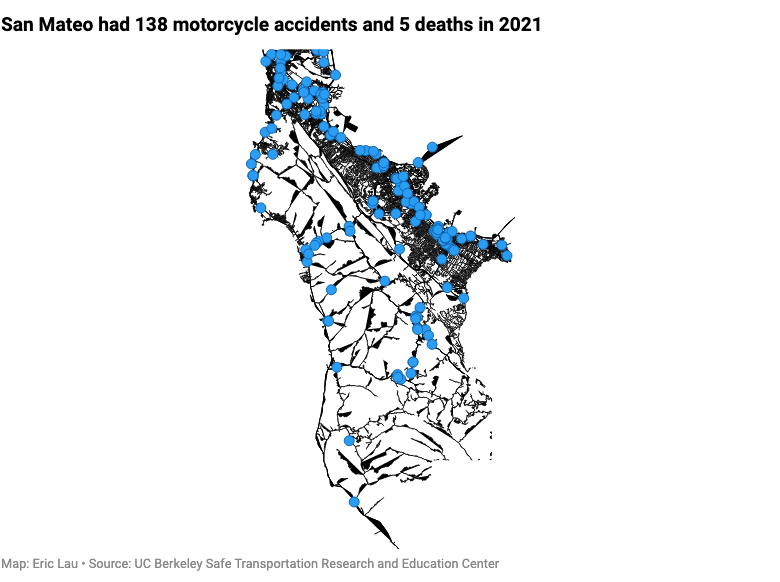 San Mateo had 138 motorcycle accidents and 5 deaths in 2021
Map: Eric Lau • Source: UC Berkeley Safe Transportation Research and Education Center